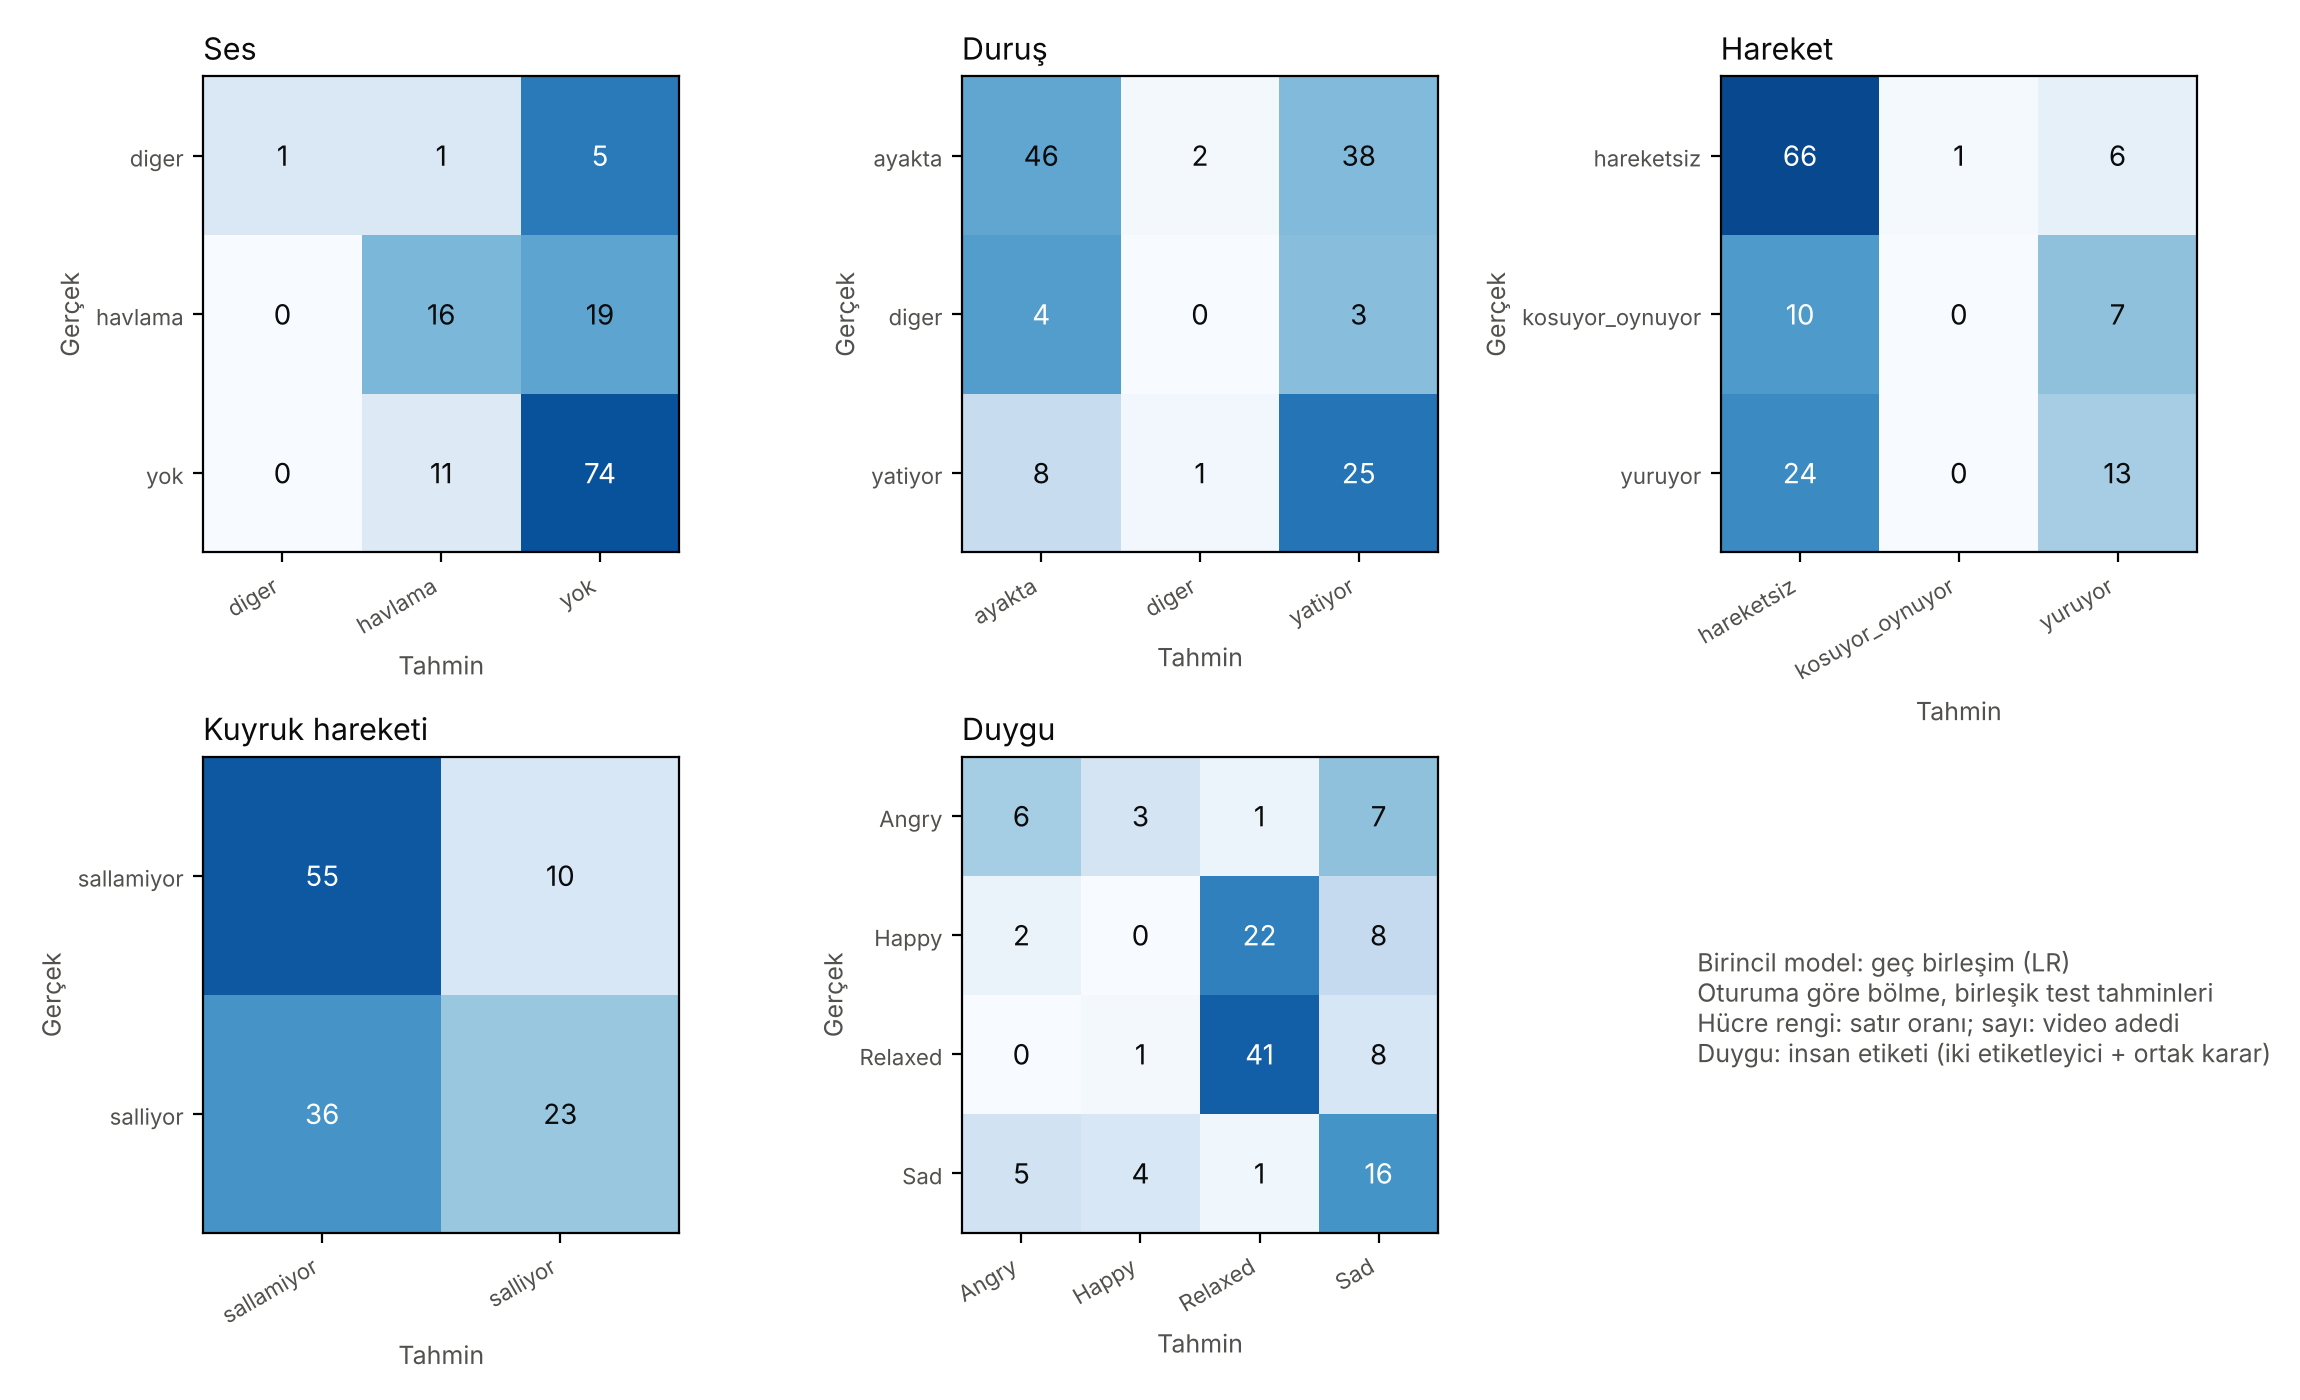 Ses
diger 1 1 5
havlama 0 16 19
yok 0 11 74
diger havlama yok
Gerçek
Tahmin
Duruş
ayakta 46 2 38
diger 4 0 3
yatiyor 8 1 25
ayakta diger yatiyor
Gerçek
Tahmin
Hareket
hareketsiz 66 1 6
kosuyor_oynuyor 10 0 7
yuruyor 24 0 13
hareketsiz kosuyor_oynuyor yuruyor
Gerçek
Tahmin
Kuyruk hareketi
sallamiyor 55 10
salliyor 36 23
sallamiyor salliyor
Gerçek
Tahmin
Duygu
Angry 6 3 1 7
Happy 2 0 22 8
Relaxed 0 1 41 8
Sad 5 4 1 16
Angry Happy Relaxed Sad
Gerçek
Tahmin
Birincil model: geç birleşim (LR)
Oturuma göre bölme, birleşik test tahminleri
Hücre rengi: satır oranı; sayı: video adedi
Duygu: insan etiketi (iki etiketleyici + ortak karar)